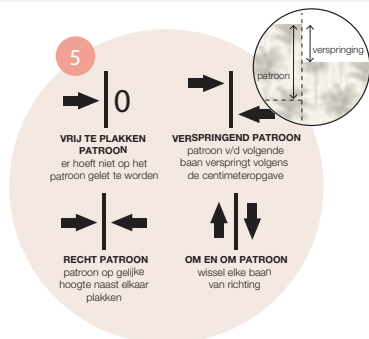 5
verspringing
patroon
0
VRIJ TE PLAKKEN
PATROON
er hoeft niet op het
patroon gelet te worden
VERSPRINGEND PATROON
patroon v/d volgende
baan verspringt volgens
de centimeteropgave
RECHT PATROON
patroon op gelijke
hoogte naast elkaar
plakken
OM EN OM PATROON
wissel elke baan
van richting